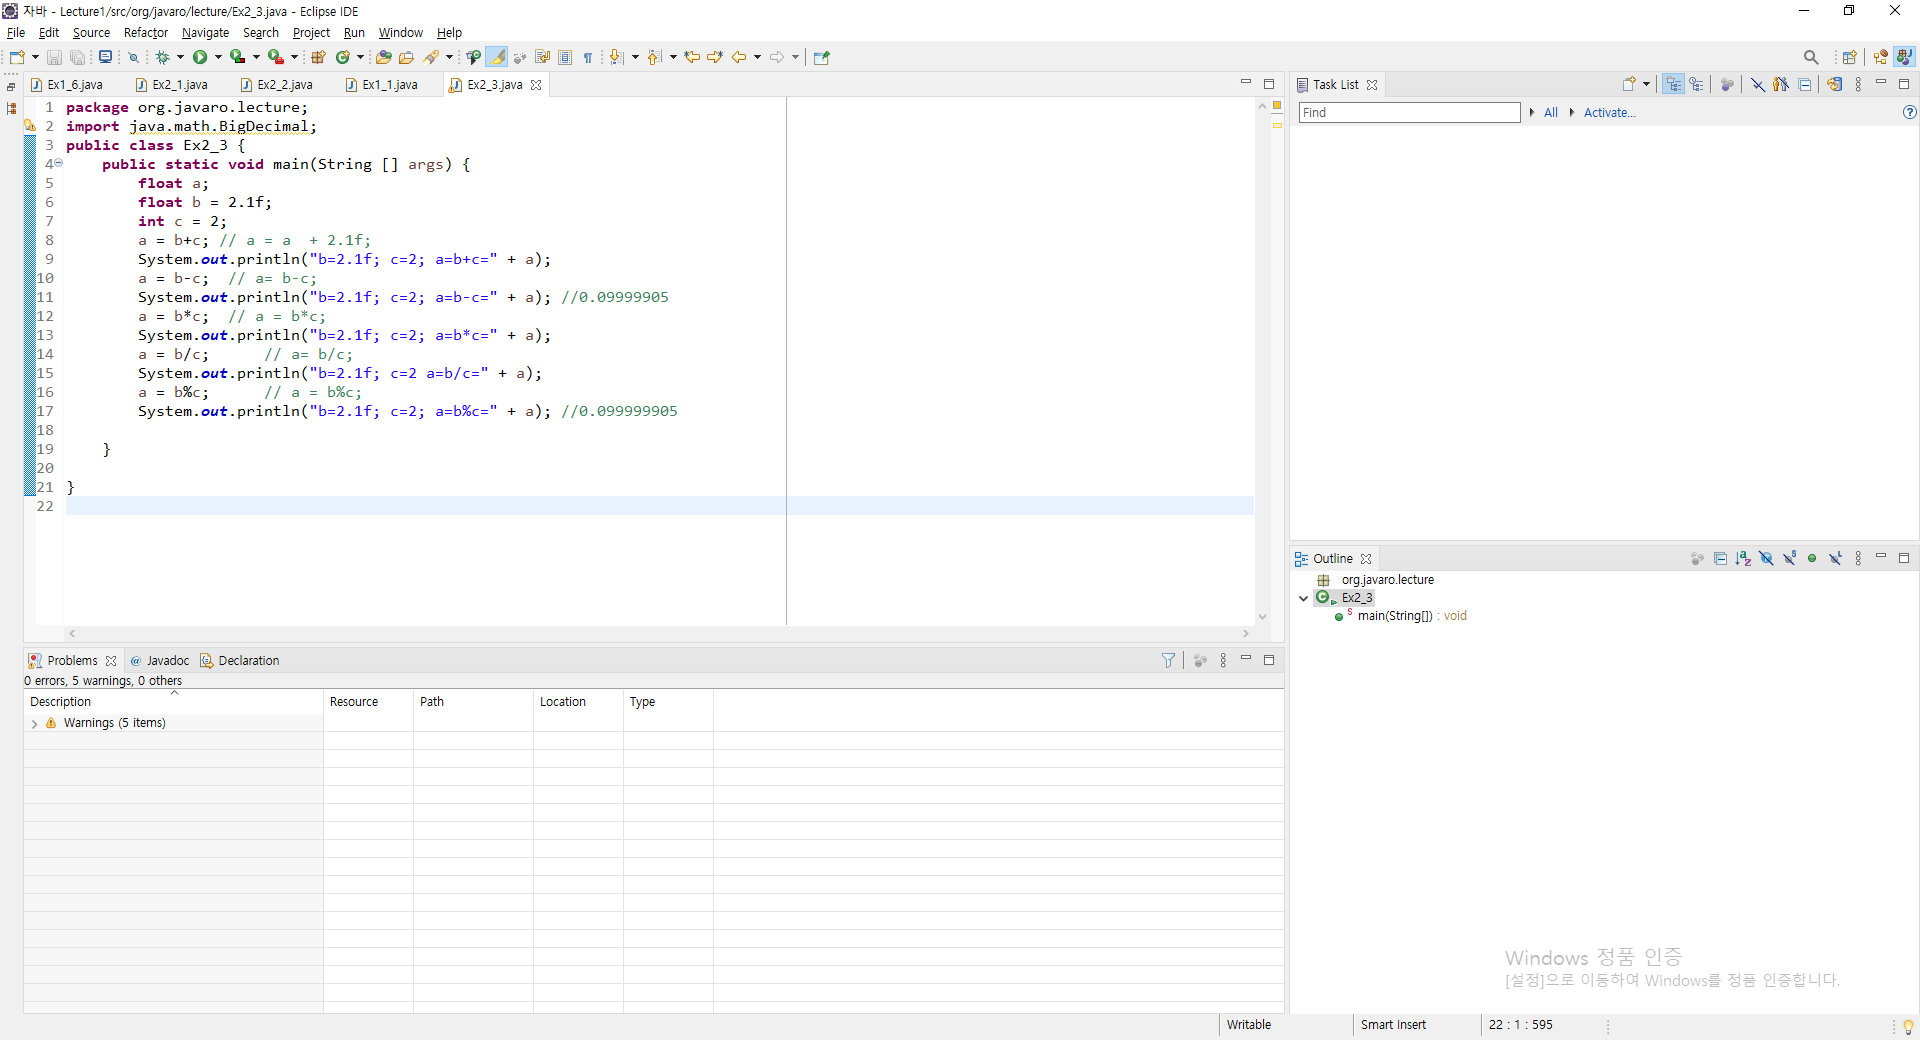 자바 - Lecture1/src/org/javaro/lecture/Ex2_3.java - Eclipse IDE
File Edit Source Refactor Navigate Search Project Run Window Help
Ex1_6.java Ex2_1.java Ex2_2.java Ex1_1.java Ex2_3.java
1 package org.javaro.lecture;
2 import java.math.BigDecimal;
3 public class Ex2_3 {
4     public static void main(String [] args) {
5         float a;
6         float b = 2.1f;
7         int c = 2;
8         a = b+c; // a = a  + 2.1f;
9         System.out.println("b=2.1f; c=2; a=b+c=" + a);
10         a = b-c;  // a= b-c;
11         System.out.println("b=2.1f; c=2; a=b-c=" + a); //0.09999905
12         a = b*c;  // a = b*c;
13         System.out.println("b=2.1f; c=2; a=b*c=" + a);
14         a = b/c;      // a= b/c;
15         System.out.println("b=2.1f; c=2 a=b/c=" + a);
16         a = b%c;      // a = b%c;
17         System.out.println("b=2.1f; c=2; a=b%c=" + a); //0.099999905
18
19     }
20
21 }
22
Task List
Find All Activate...
Outline
org.javaro.lecture
Ex2_3
main(String[]) : void
Problems @ Javadoc Declaration
0 errors, 5 warnings, 0 others
Description Resource Path Location Type
Warnings (5 items)
Windows 정품 인증
[설정]으로 이동하여 Windows를 정품 인증합니다.
Writable Smart Insert 22 : 1 : 595